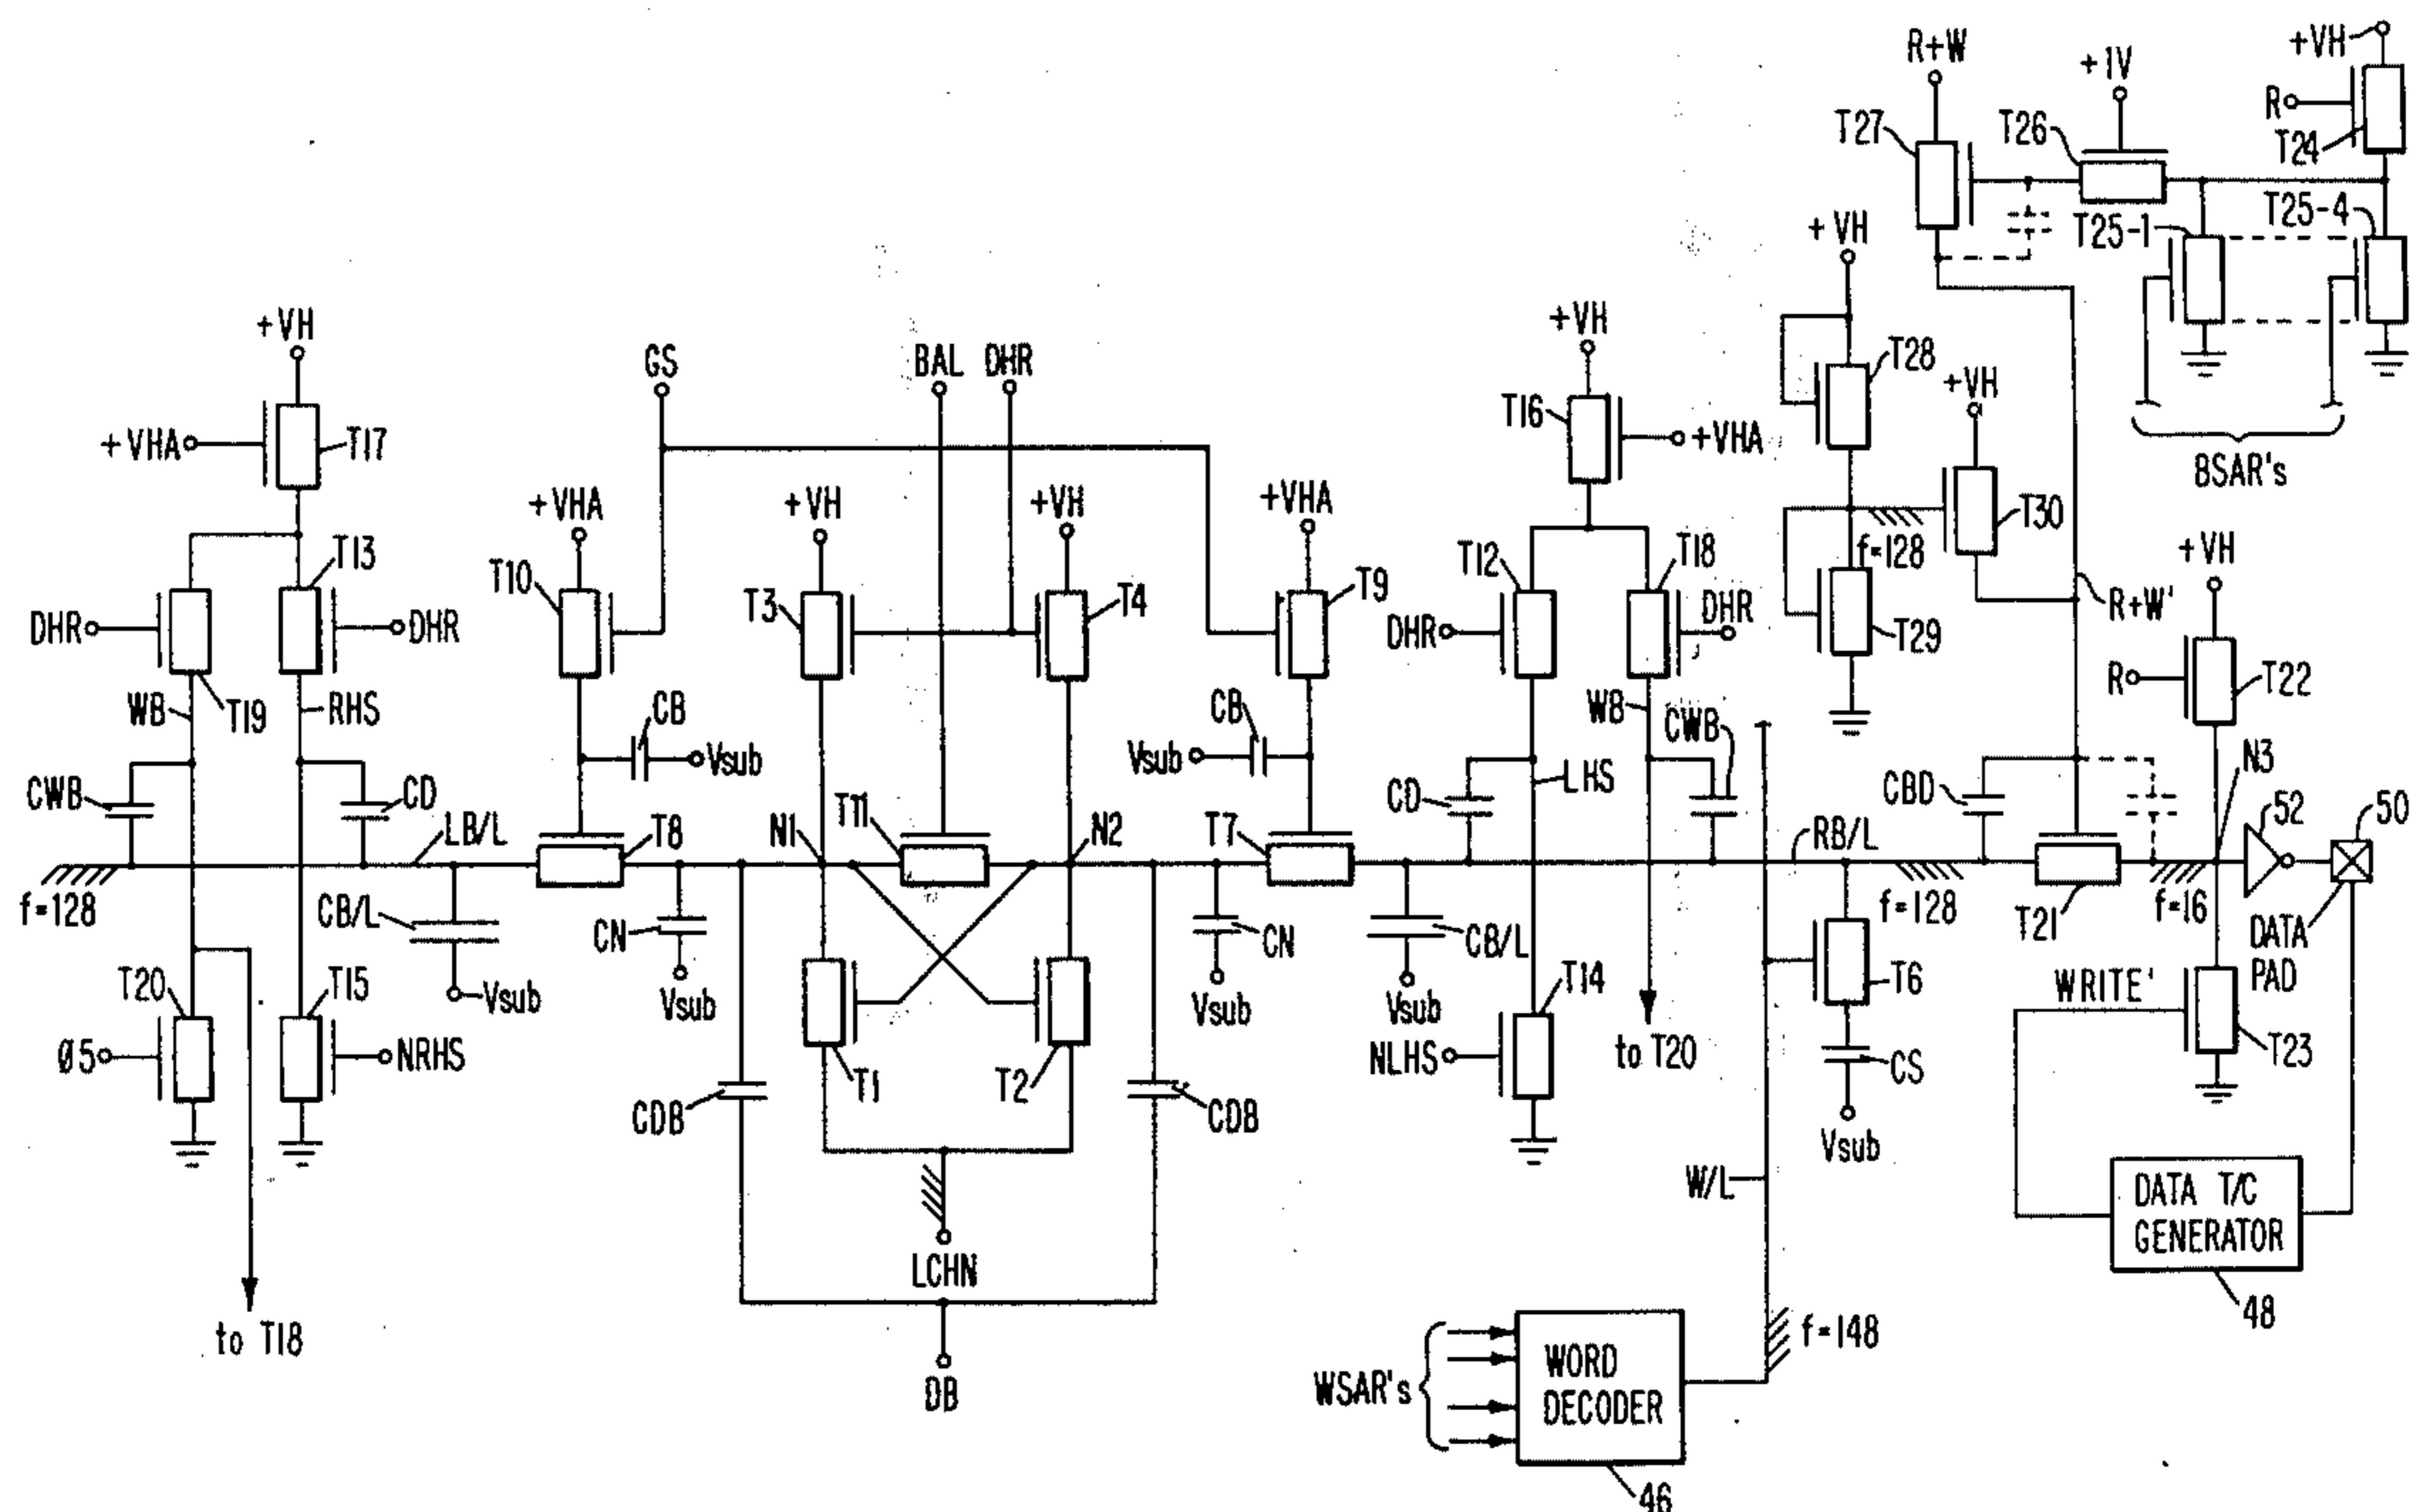 R+W
+1V
+VH
T27
T26
R
T24
T25-1
T25-4
+VH
+VH
+VH
GS
BAL
DHR
T28
+VH
BSAR's
+VHA
T17
T16
+VHA
+VHA
+VH
+VH
+VHA
T30
T13
T10
T3
T4
T9
T12
T18
f=128
+VH
DHR
DHR
DHR
DHR
T29
R+W'
WB
T19
RHS
CB
Vsub
CB
Vsub
WB
CWB
R
T22
CWB
CD
LB/L
T8
N1
T11
N2
T7
CD
LHS
RB/L
CBD
N3
52
50
f=128
CB/L
CN
CN
CB/L
f=128
T21
f=16
DATA
PAD
T20
T15
Vsub
Vsub
Vsub
Vsub
T14
T6
WRITE'
Ø5
NRHS
T1
T2
NLHS
to T20
CS
T23
CDB
CDB
Vsub
W/L
DATA T/C
GENERATOR
LCHN
48
to T18
f=148
DB
WSAR's
WORD
DECODER
46